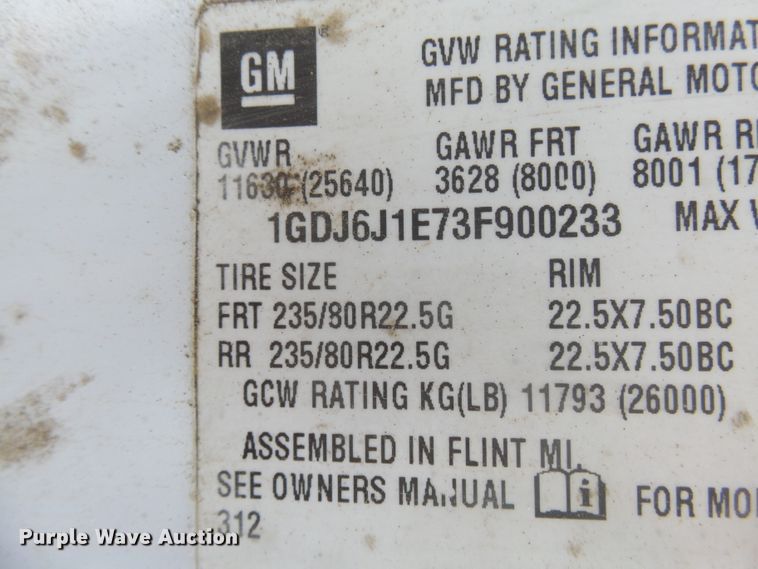 GM®
GVW RATING INFORMAT
MFD BY GENERAL MOTO
GVWR GAWR FRT GAWR R
11630 (25640) 3628 (8000) 8001 (17
1GDJ6J1E73F900233 MAX
TIRE SIZE RIM
FRT 235/80R22.5G 22.5X7.50BC
RR 235/80R22.5G 22.5X7.50BC
GCW RATING KG(LB) 11793 (26000)
ASSEMBLED IN FLINT MI.
SEE OWNERS MANUAL i FOR MO
312
Purple Wave Auction